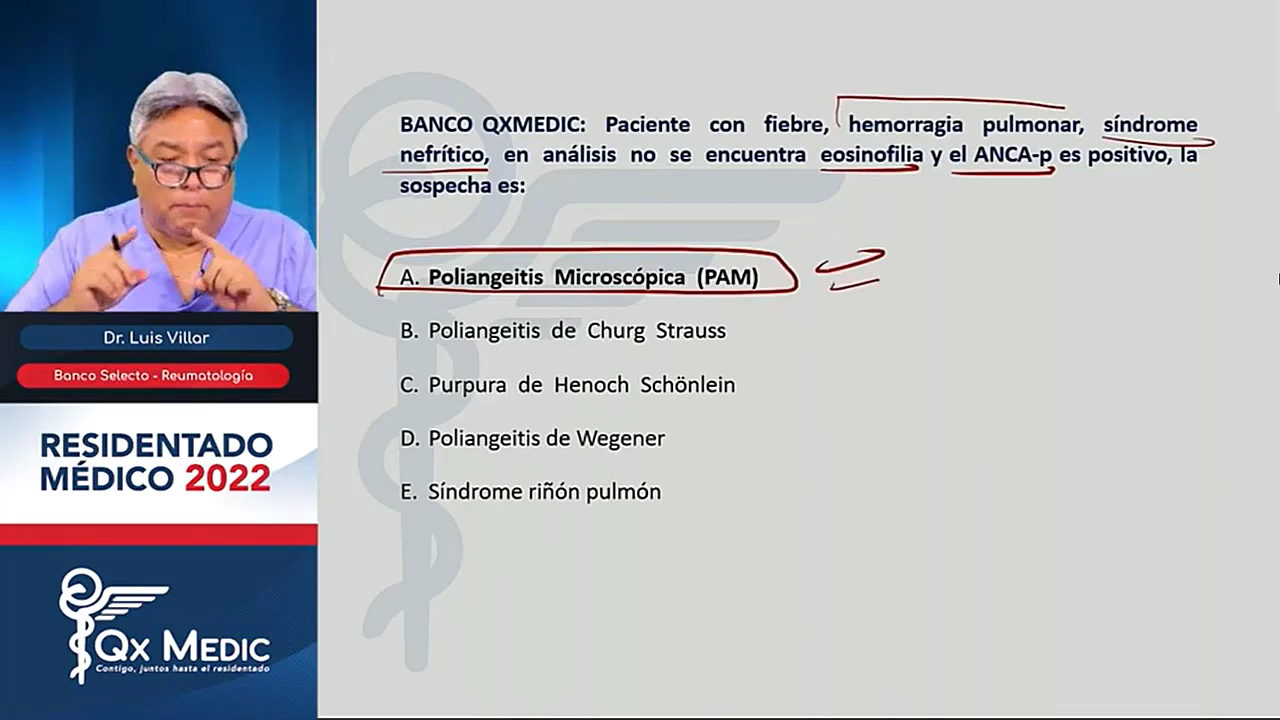 BANCO QXMEDIC: Paciente con fiebre, hemorragia pulmonar, síndrome
nefrítico, en análisis no se encuentra eosinofilia y el ANCA-p es positivo, la
sospecha es:
A. Poliangeitis Microscópica (PAM)
B. Poliangeitis de Churg Strauss
C. Purpura de Henoch Schönlein
D. Poliangeitis de Wegener
E. Síndrome riñón pulmón
Dr. Luis Villar
Banco Selecto - Reumatología
RESIDENTADO
MÉDICO 2022
QX MEDIC
Contigo, juntos hasta el residentado